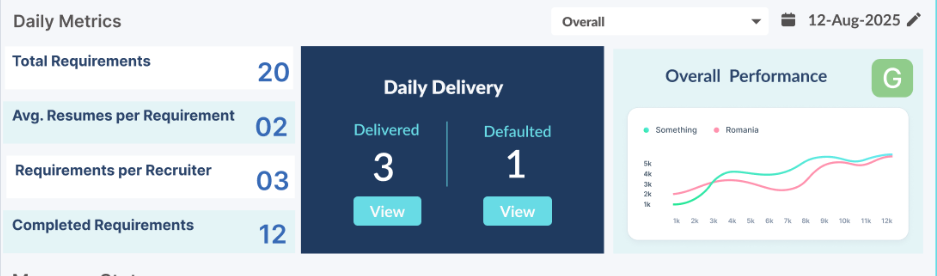 Daily Metrics
Overall
12-Aug-2025
Total Requirements
20
Avg. Resumes per Requirement
02
Requirements per Recruiter
03
Completed Requirements
12
Daily Delivery
Delivered
Defaulted
3
1
View
View
Overall Performance
G
Something
Romania
5k
4k
3k
2k
1k
1k 2k 3k 4k 5k 6k 7k 8k 9k 10k 11k 12k